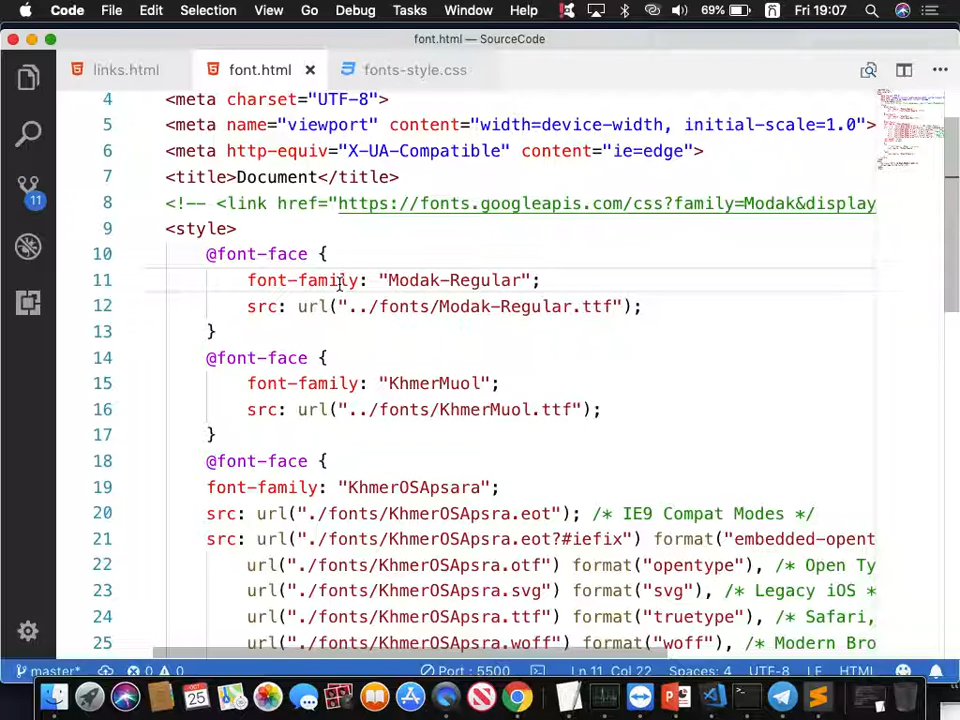 Code File Edit Selection View Go Debug Tasks Window Help 69% Fri 19:07
font.html — SourceCode
links.html font.html fonts-style.css
4 <meta charset="UTF-8">
5 <meta name="viewport" content="width=device-width, initial-scale=1.0">
6 <meta http-equiv="X-UA-Compatible" content="ie=edge">
7 <title>Document</title>
8 <!-- <link href="https://fonts.googleapis.com/css?family=Modak&display
9 <style>
10 @font-face {
11 font-family: "Modak-Regular";
12 src: url("../fonts/Modak-Regular.ttf");
13 }
14 @font-face {
15 font-family: "KhmerMuol";
16 src: url("../fonts/KhmerMuol.ttf");
17 }
18 @font-face {
19 font-family: "KhmerOSApsara";
20 src: url("./fonts/KhmerOSApsra.eot"); /* IE9 Compat Modes */
21 src: url("./fonts/KhmerOSApsra.eot?#iefix") format("embedded-opent
22 url("./fonts/KhmerOSApsra.otf") format("opentype"), /* Open Ty
23 url("./fonts/KhmerOSApsra.svg") format("svg"), /* Legacy iOS *
24 url("./fonts/KhmerOSApsra.ttf") format("truetype"), /* Safari,
25 url("./fonts/KhmerOSApsra.woff") format("woff"), /* Modern Bro
11
master* 0 0 Port : 5500 Ln 11, Col 22 Spaces: 4 UTF-8 LF HTML
OCT 25